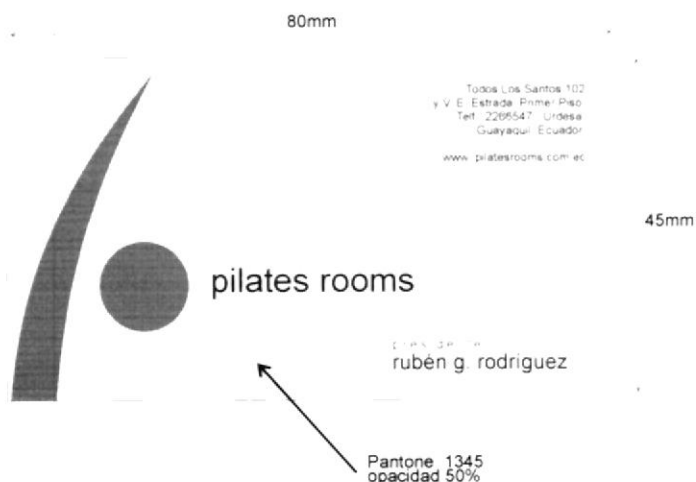 80mm
Todos Los Santos 102
y V. E. Estrada Primer Piso
Telf. 2266547 Urdesa
Guayaquil Ecuador
www. pilatesrooms.com.ec
45mm
pilates rooms
presidente
rubén g. rodriguez
Pantone 1345
opacidad 50%